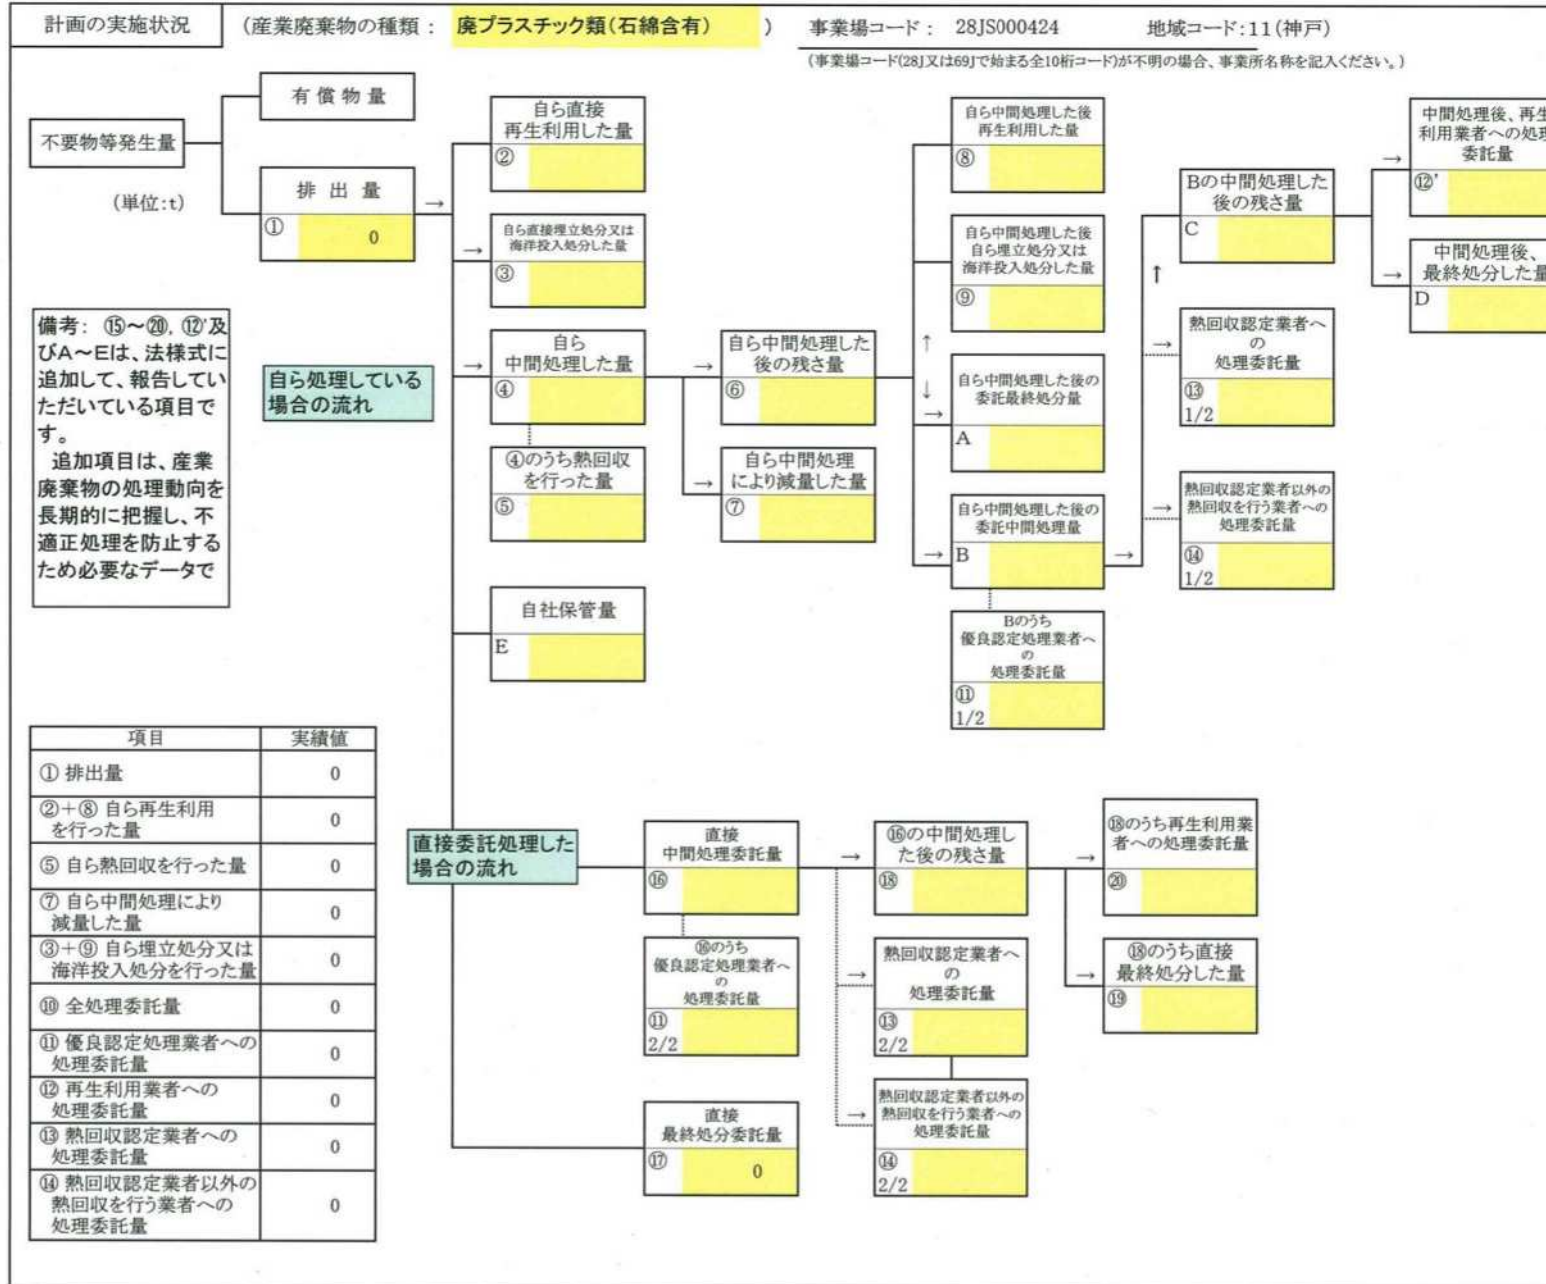 計画の実施状況
(産業廃棄物の種類： 廃プラスチック類(石綿含有) )
事業場コード： 28JS000424 地域コード:11(神戸)
(事業場コード(28J又は69Jで始まる全10桁コード)が不明の場合、事業所名称を記入ください。)
不要物等発生量
(単位:t)
有償物量
排出量
→
①
0
備考： ⑮～⑳, ⑫'及
びA～Eは、法様式に
追加して、報告してい
ただいている項目で
す。
追加項目は、産業
廃棄物の処理動向を
長期的に把握し、不
適正処理を防止する
ため必要なデータで
自ら処理している
場合の流れ
自ら直接
再生利用した量
②
→
自ら直接埋立処分又は
海洋投入処分した量
③
→
自ら
中間処理した量
④
④のうち熱回収
を行った量
⑤
自社保管量
E
→
自ら中間処理した
後の残さ量
⑥
→
自ら中間処理
により減量した量
⑦
自ら中間処理した後
再生利用した量
⑧
自ら中間処理した後
自ら埋立処分又は
海洋投入処分した量
⑨
↑
↓
→
自ら中間処理した後の
委託最終処分量
A
→
自ら中間処理した後の
委託中間処理量
B
→
Bのうち
優良認定処理業者へ
の
処理委託量
⑪
1/2
→
Bの中間処理した
後の残さ量
C
↑
→
熱回収認定業者へ
の
処理委託量
⑬
1/2
→
熱回収認定業者以外の
熱回収を行う業者への
処理委託量
⑭
1/2
→
中間処理後、再生
利用業者への処理
委託量
⑫'
→
中間処理後、
最終処分した量
D
項目 実績値
① 排出量 0
②＋⑧ 自ら再生利用
を行った量 0
⑤ 自ら熱回収を行った量 0
⑦ 自ら中間処理により
減量した量 0
③＋⑨ 自ら埋立処分又は
海洋投入処分を行った量 0
⑩ 全処理委託量 0
⑪ 優良認定処理業者への
処理委託量 0
⑫ 再生利用業者への
処理委託量 0
⑬ 熱回収認定業者への
処理委託量 0
⑭ 熱回収認定業者以外の
熱回収を行う業者への
処理委託量 0
直接委託処理した
場合の流れ
直接
中間処理委託量
⑯
⑯のうち
優良認定処理業者へ
の
処理委託量
⑪
2/2
直接
最終処分委託量
⑰
0
→
⑯の中間処理し
た後の残さ量
⑱
→
熱回収認定業者へ
の
処理委託量
⑬
2/2
→
熱回収認定業者以外の
熱回収を行う業者への
処理委託量
⑭
2/2
→
⑱のうち再生利用業
者への処理委託量
⑳
→
⑱のうち直接
最終処分した量
⑲